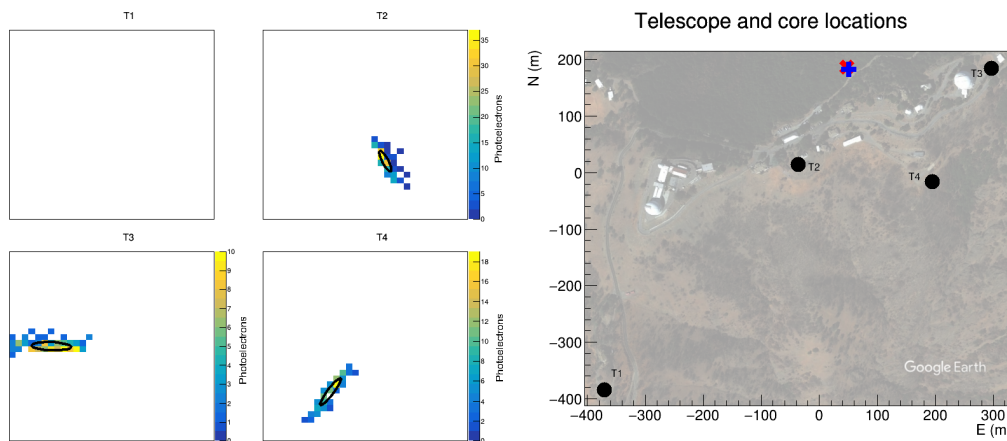 T1
T2
35
30
25
20
15
10
5
0
Photoelectrons
T3
10
9
8
7
6
5
4
3
2
1
0
Photoelectrons
T4
18
16
14
12
10
8
6
4
2
0
Photoelectrons
Telescope and core locations
N (m)
200
100
0
−100
−200
−300
−400
T3
T2
T4
T1
Google Earth
−400 −300 −200 −100 0 100 200 300
E (m